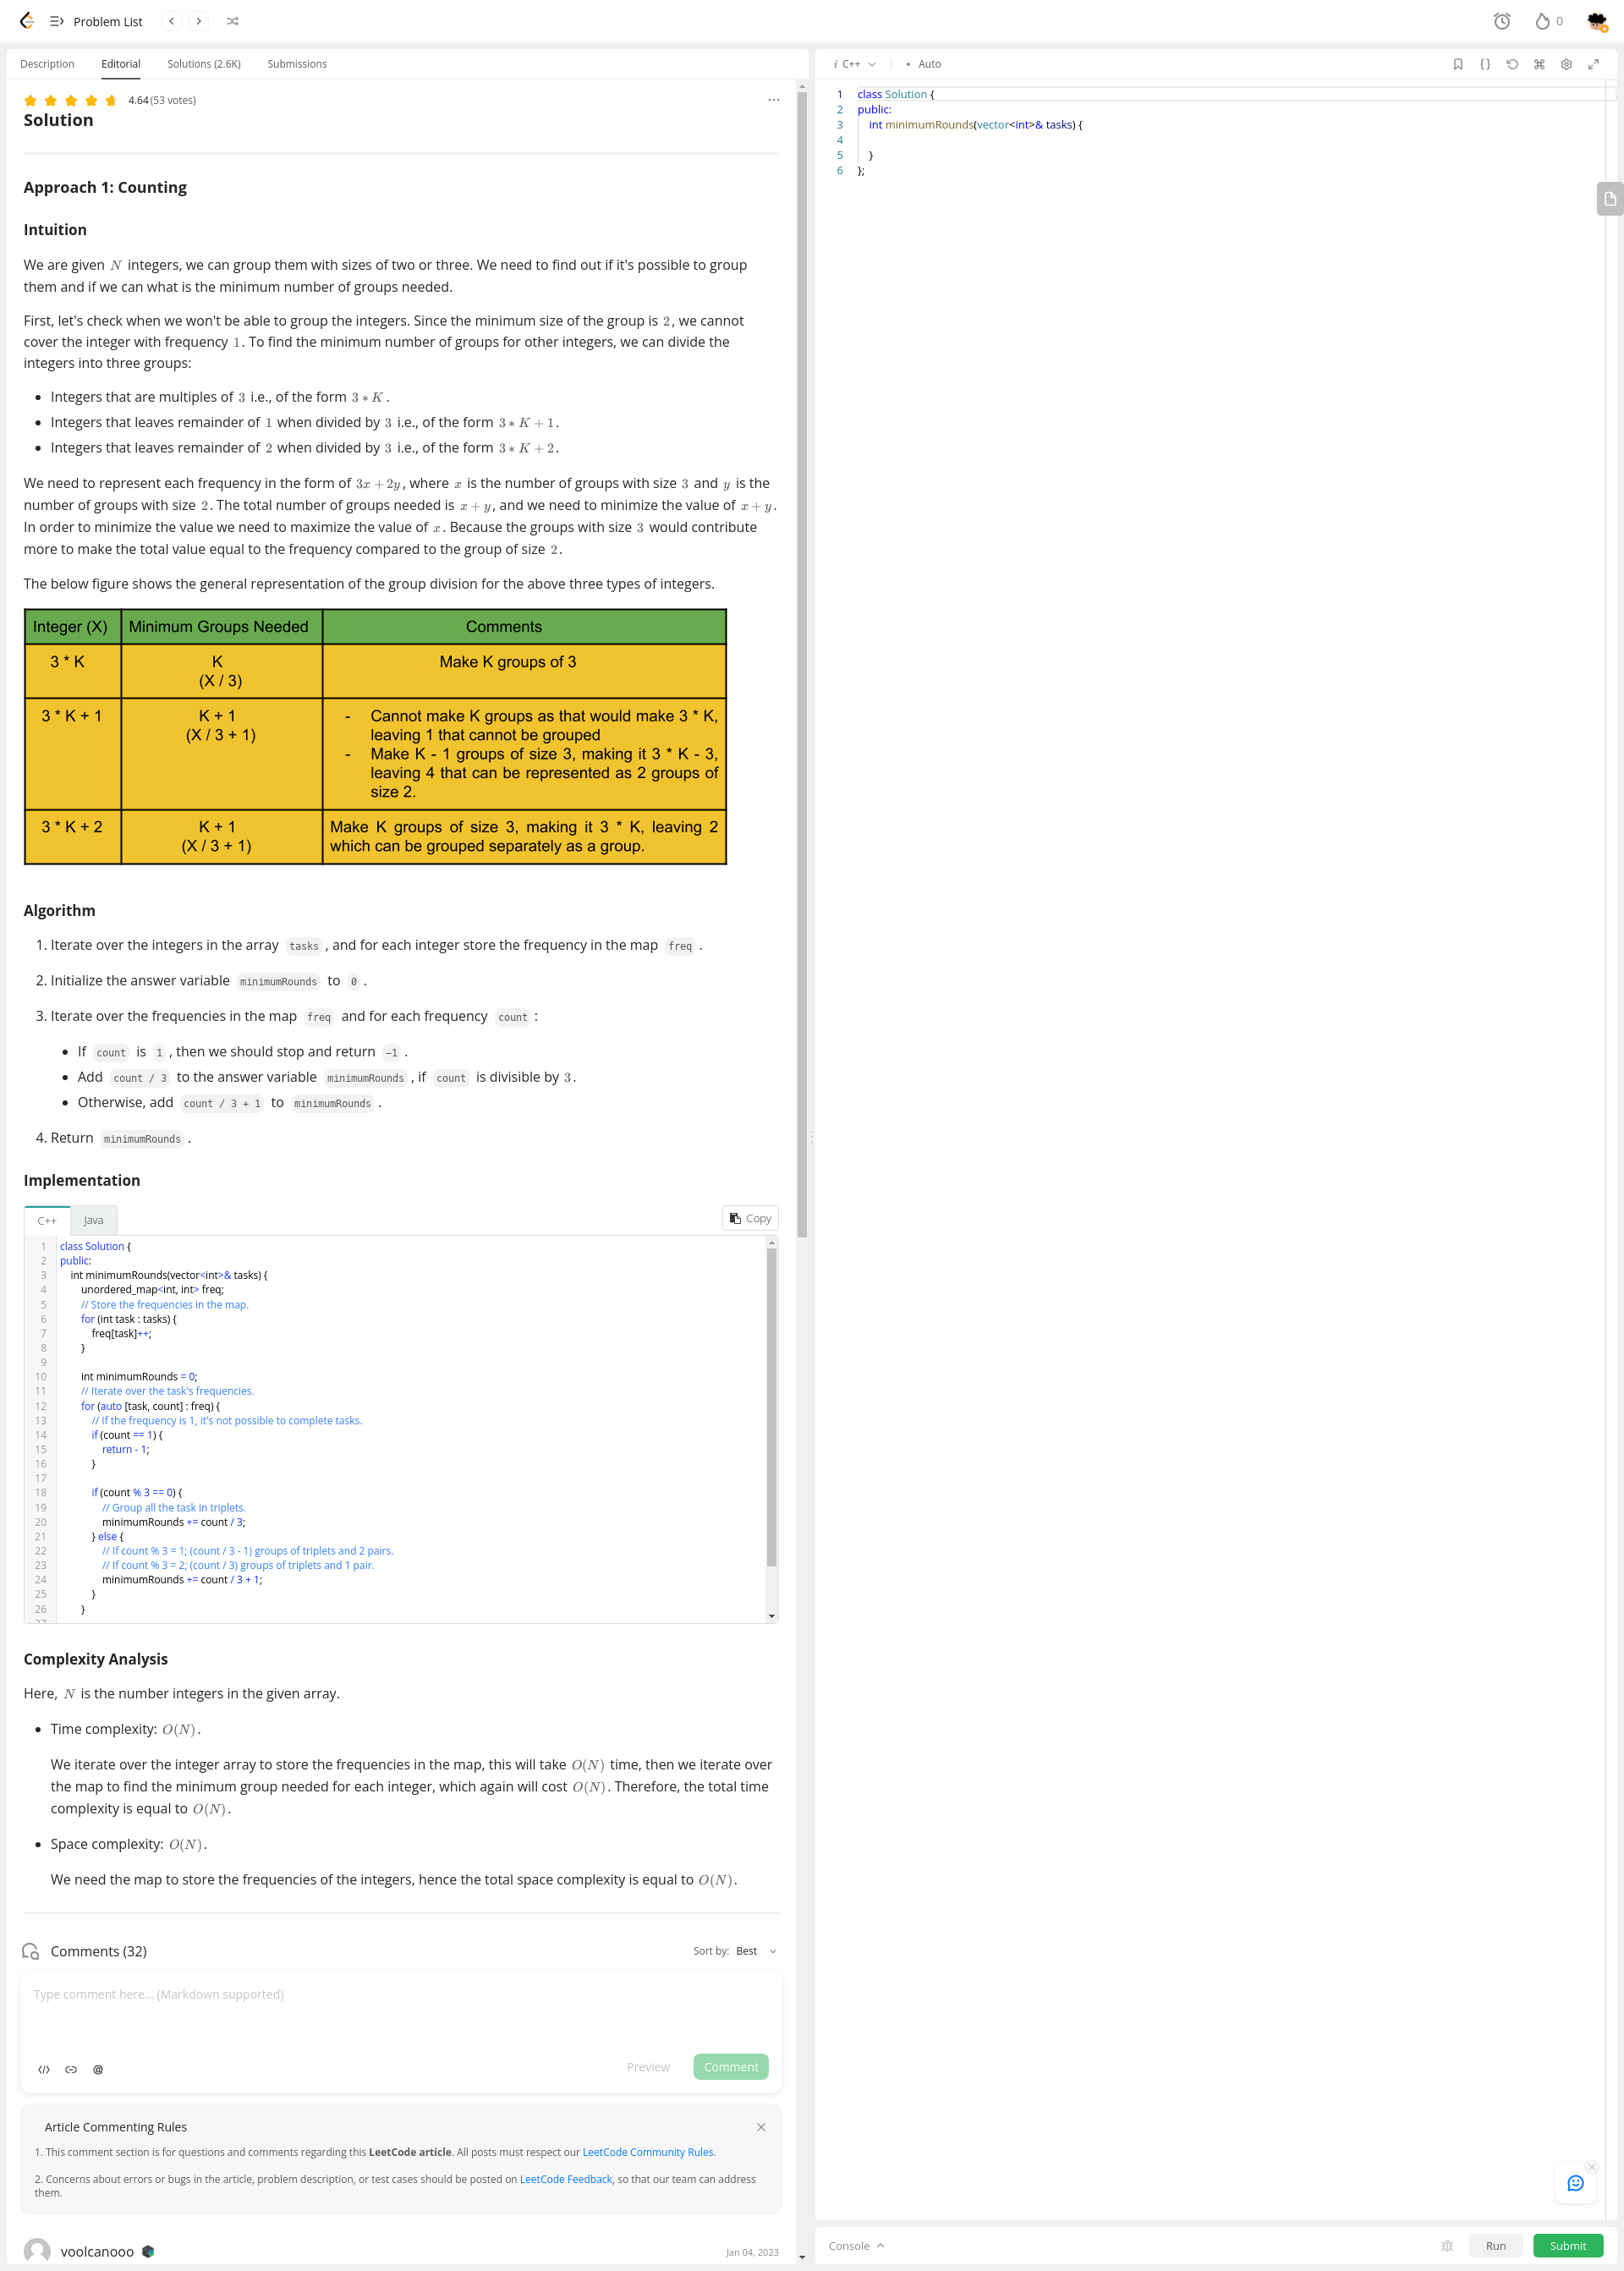 Problem List
0
Description Editorial Solutions (2.6K) Submissions
4.64 (53 votes)
Solution
Approach 1: Counting
Intuition
We are given N integers, we can group them with sizes of two or three. We need to find out if it's possible to group
them and if we can what is the minimum number of groups needed.
First, let's check when we won't be able to group the integers. Since the minimum size of the group is 2, we cannot
cover the integer with frequency 1. To find the minimum number of groups for other integers, we can divide the
integers into three groups:
• Integers that are multiples of 3 i.e., of the form 3 * K.
• Integers that leaves remainder of 1 when divided by 3 i.e., of the form 3 * K + 1.
• Integers that leaves remainder of 2 when divided by 3 i.e., of the form 3 * K + 2.
We need to represent each frequency in the form of 3x + 2y, where x is the number of groups with size 3 and y is the
number of groups with size 2. The total number of groups needed is x + y, and we need to minimize the value of x + y.
In order to minimize the value we need to maximize the value of x. Because the groups with size 3 would contribute
more to make the total value equal to the frequency compared to the group of size 2.
The below figure shows the general representation of the group division for the above three types of integers.
Integer (X) Minimum Groups Needed Comments
3 * K K Make K groups of 3
(X / 3)
3 * K + 1 K + 1 - Cannot make K groups as that would make 3 * K,
(X / 3 + 1) leaving 1 that cannot be grouped
- Make K - 1 groups of size 3, making it 3 * K - 3,
leaving 4 that can be represented as 2 groups of
size 2.
3 * K + 2 K + 1 Make K groups of size 3, making it 3 * K, leaving 2
(X / 3 + 1) which can be grouped separately as a group.
Algorithm
1. Iterate over the integers in the array tasks , and for each integer store the frequency in the map freq .
2. Initialize the answer variable minimumRounds to 0 .
3. Iterate over the frequencies in the map freq and for each frequency count :
• If count is 1 , then we should stop and return -1 .
• Add count / 3 to the answer variable minimumRounds , if count is divisible by 3.
• Otherwise, add count / 3 + 1 to minimumRounds .
4. Return minimumRounds .
Implementation
C++ Java Copy
1 class Solution {
2 public:
3 int minimumRounds(vector<int>& tasks) {
4 unordered_map<int, int> freq;
5 // Store the frequencies in the map.
6 for (int task : tasks) {
7 freq[task]++;
8 }
9
10 int minimumRounds = 0;
11 // Iterate over the task's frequencies.
12 for (auto [task, count] : freq) {
13 // If the frequency is 1, it's not possible to complete tasks.
14 if (count == 1) {
15 return - 1;
16 }
17
18 if (count % 3 == 0) {
19 // Group all the task in triplets.
20 minimumRounds += count / 3;
21 } else {
22 // If count % 3 = 1; (count / 3 - 1) groups of triplets and 2 pairs.
23 // If count % 3 = 2; (count / 3) groups of triplets and 1 pair.
24 minimumRounds += count / 3 + 1;
25 }
26 }
27
Complexity Analysis
Here, N is the number integers in the given array.
• Time complexity: O(N).
We iterate over the integer array to store the frequencies in the map, this will take O(N) time, then we iterate over
the map to find the minimum group needed for each integer, which again will cost O(N). Therefore, the total time
complexity is equal to O(N).
• Space complexity: O(N).
We need the map to store the frequencies of the integers, hence the total space complexity is equal to O(N).
Comments (32) Sort by: Best
Type comment here... (Markdown supported)
Preview Comment
Article Commenting Rules
1. This comment section is for questions and comments regarding this LeetCode article. All posts must respect our LeetCode Community Rules.
2. Concerns about errors or bugs in the article, problem description, or test cases should be posted on LeetCode Feedback, so that our team can address
them.
voolcanooo Jan 04, 2023
i C++ • Auto
1 class Solution {
2 public:
3 int minimumRounds(vector<int>& tasks) {
4
5 }
6 };
Console Run Submit